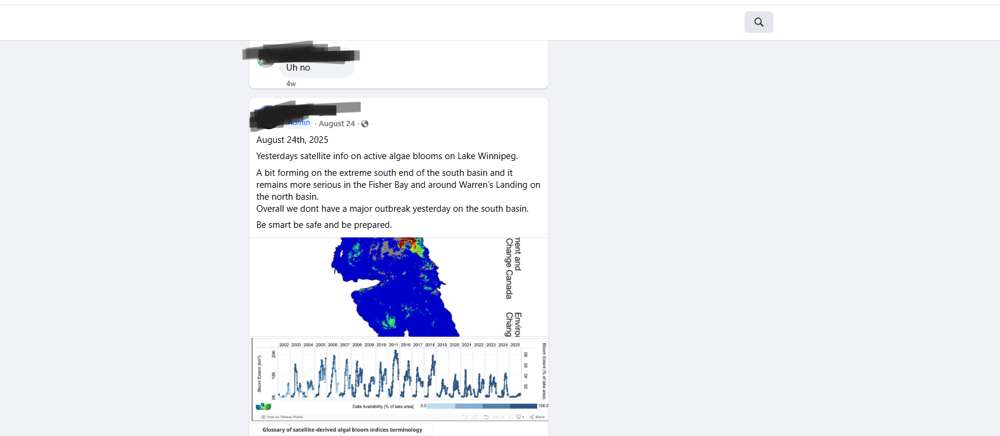 Uh no
4w
Admin · August 24 ·
August 24th, 2025
Yesterdays satellite info on active algae blooms on Lake Winnipeg.
A bit forming on the extreme south end of the south basin and it
remains more serious in the Fisher Bay and around Warren’s Landing on
the north basin.
Overall we dont have a major outbreak yesterday on the south basin.
Be smart be safe and be prepared.
nent and
Change Canada
Enviro
Chang
2002 2003 2004 2005 2006 2007 2008 2009 2010 2011 2016 2017 2018 2019 2020 2021 2022 2023 2024 2025
Bloom Extent (km²)
20K
10K
0K
80
60
40
20
Bloom Extent (% of lake area)
Data Availability [% of lake area] 0.0 100.0
View on Tableau Public
Share
Glossary of satellite-derived algal bloom indices terminology